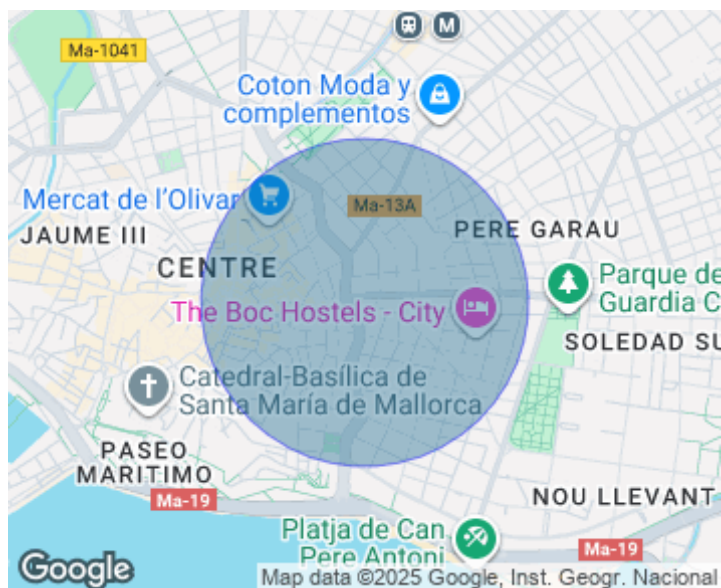 Ma-1041
M
Coton Moda y
complementos
Mercat de l'Olivar
Ma-13A
JAUME III
PERE GARAU
CENTRE
Parque de
Guardia C
The Boc Hostels - City
SOLEDAD SU
Catedral-Basílica de
Santa María de Mallorca
PASEO
MARITIMO
Ma-19
NOU LLEVANT
Platja de Can
Pere Antoni
Ma-19
Google
Map data ©2025 Google, Inst. Geogr. Nacional